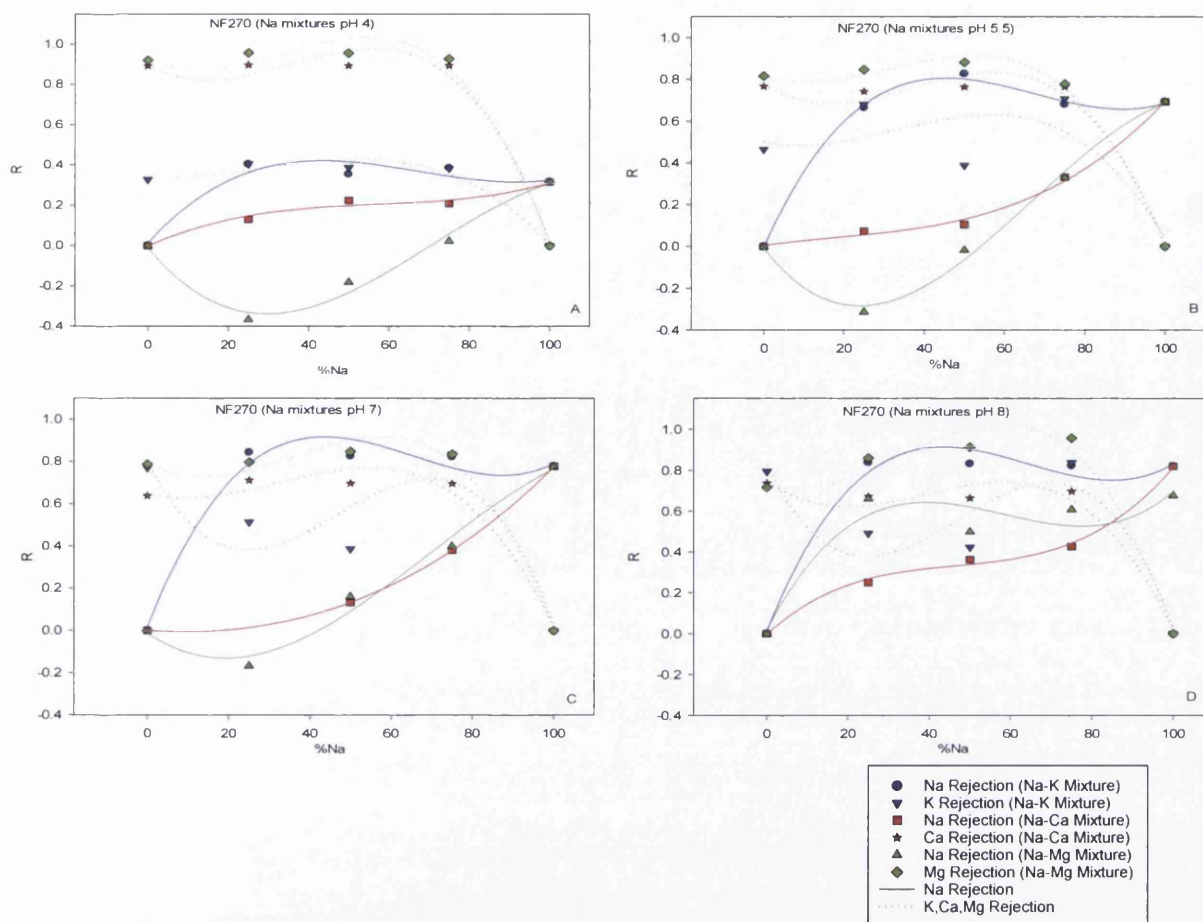 NF270 (Na mixtures pH 4)
1.0
0.8
0.6
0.4
0.2
0.0
-0.2
-0.4
R
A
0 20 40 60 80 100
%Na
NF270 (Na mixtures pH 5 5)
1.0
0.8
0.6
0.4
0.2
0.0
-0.2
-0.4
R
B
0 20 40 60 80 100
%Na
NF270 (Na mixtures pH 7)
1.0
0.8
0.6
0.4
0.2
0.0
-0.2
-0.4
R
C
0 20 40 60 80 100
%Na
NF270 (Na mixtures pH 8)
1.0
0.8
0.6
0.4
0.2
0.0
-0.2
-0.4
R
D
0 20 40 60 80 100
%Na
Na Rejection (Na-K Mixture)
K Rejection (Na-K Mixture)
Na Rejection (Na-Ca Mixture)
Ca Rejection (Na-Ca Mixture)
Na Rejection (Na-Mg Mixture)
Mg Rejection (Na-Mg Mixture)
Na Rejection
K,Ca,Mg Rejection